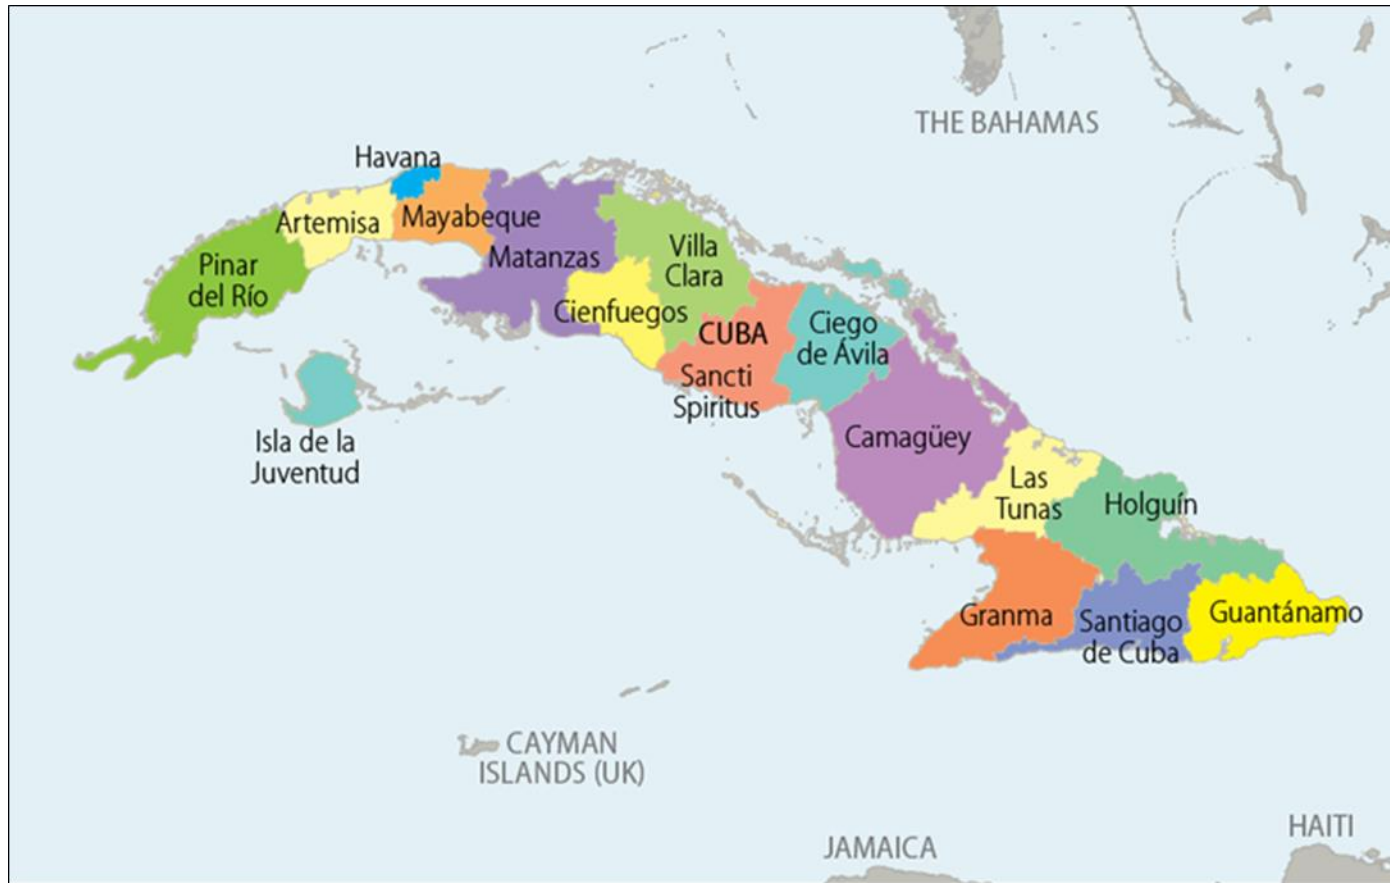 THE BAHAMAS
Havana
Artemisa
Mayabeque
Pinar
del Río
Matanzas
Villa
Clara
Cienfuegos
CUBA
Ciego
de Ávila
Sancti
Spiritus
Isla de la
Juventud
Camagüey
Las
Tunas
Holguín
Granma
Santiago
de Cuba
Guantánamo
CAYMAN
ISLANDS (UK)
JAMAICA
HAITI